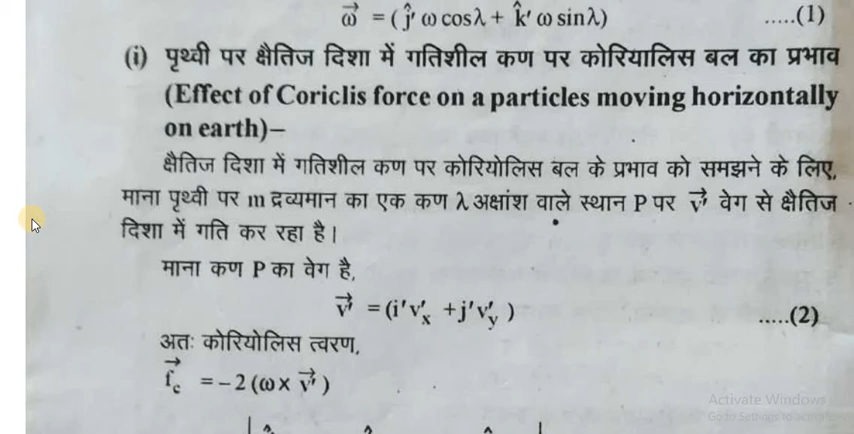 ω⃗ = ( ĵ' ω cosλ + k̂' ω sinλ) .....(1)
(i) पृथ्वी पर क्षैतिज दिशा में गतिशील कण पर कोरियालिस बल का प्रभाव
(Effect of Coriclis force on a particles moving horizontally
on earth)–
क्षैतिज दिशा में गतिशील कण पर कोरियोलिस बल के प्रभाव को समझने के लिए,
माना पृथ्वी पर m द्रव्यमान का एक कण λ अक्षांश वाले स्थान P पर v⃗' वेग से क्षैतिज
दिशा में गति कर रहा है।
माना कण P का वेग है,
v⃗' = (i'v'ₓ + j'v'ᵧ ) .....(2)
अतः कोरियोलिस त्वरण,
f⃗c = – 2 (ω x v⃗' )
Activate Windows